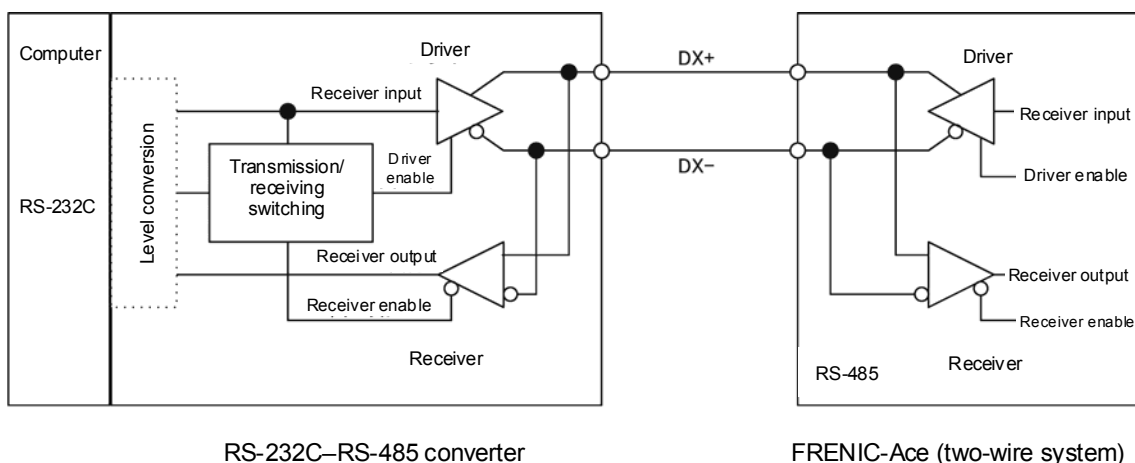 Computer
RS-232C
Level conversion
Driver
Receiver input
Transmission/
receiving
switching
Driver
enable
Receiver output
Receiver enable
Receiver
DX+
DX−
Driver
Receiver input
Driver enable
Receiver output
Receiver enable
Receiver
RS-485
RS-232C–RS-485 converter
FRENIC-Ace (two-wire system)